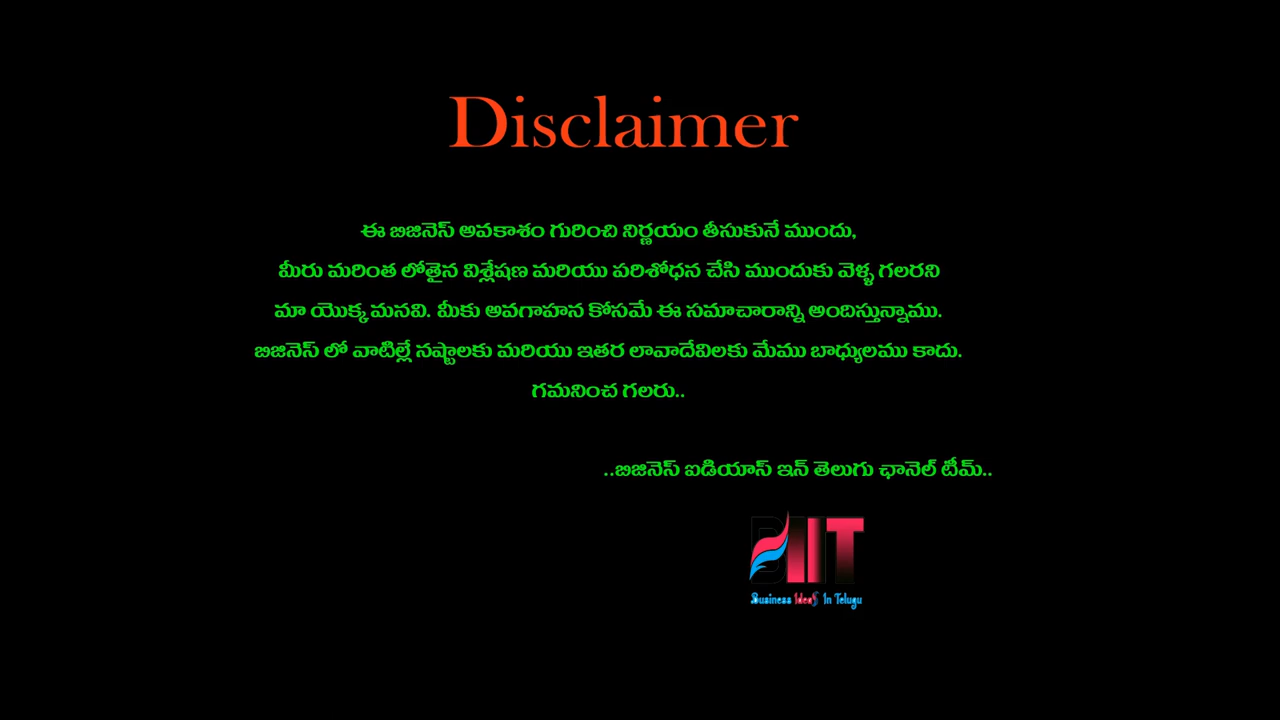 Disclaimer
ఈ బిజినెస్ అవకాశం గురించి నిర్ణయం తీసుకునే ముందు,
మీరు మరింత లోతైన విశ్లేషణ మరియు పరిశోధన చేసి ముందుకు వెళ్ళ గలరని
మా యొక్క మనవి. మీకు అవగాహన కోసమే ఈ సమాచారాన్ని అందిస్తున్నాము.
బిజినెస్ లో వాటిల్లే నష్టాలకు మరియు ఇతర లావాదేవిలకు మేము బాధ్యులము కాదు.
గమనించ గలరు..
..బిజినెస్ ఐడియాస్ ఇన్ తెలుగు ఛానెల్ టీమ్..
BIIT
Business Ideas In Telugu